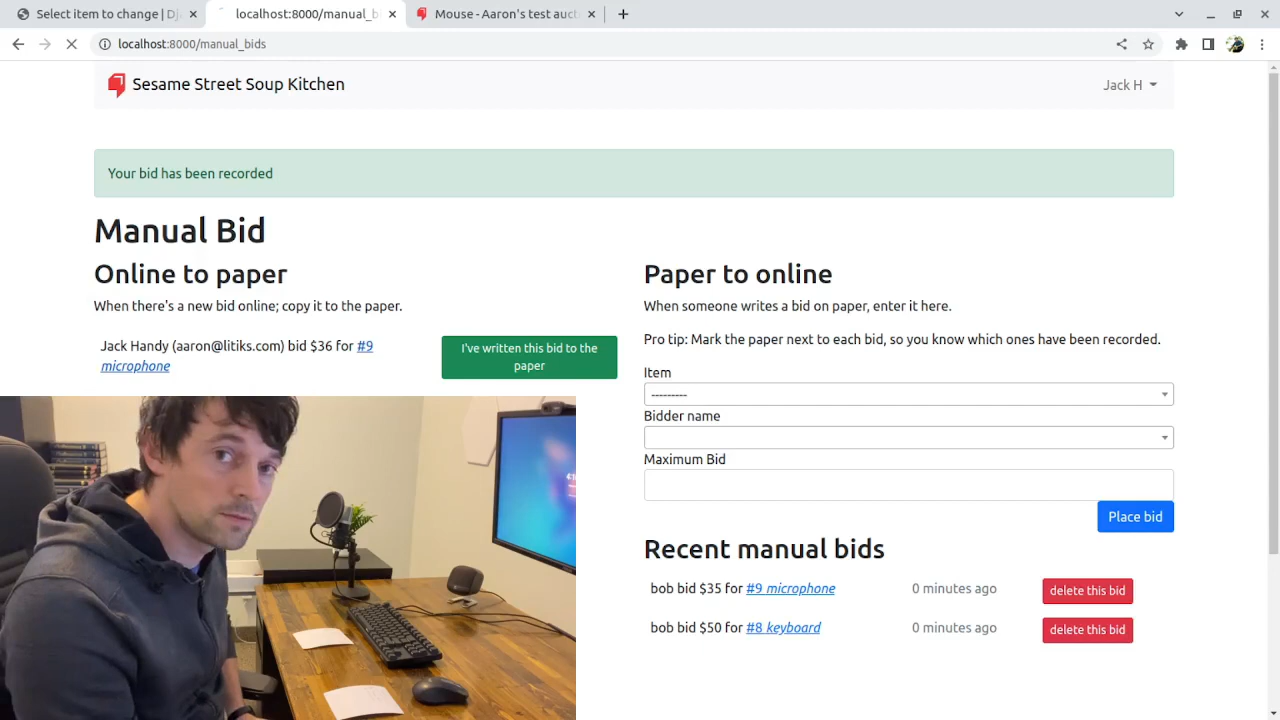 Select item to change | Dj
localhost:8000/manual_b
Mouse - Aaron's test auct
localhost:8000/manual_bids
Sesame Street Soup Kitchen
Jack H
Your bid has been recorded
Manual Bid
Online to paper
When there's a new bid online; copy it to the paper.
Jack Handy (aaron@litiks.com) bid $36 for #9
microphone
I've written this bid to the
paper
Paper to online
When someone writes a bid on paper, enter it here.
Pro tip: Mark the paper next to each bid, so you know which ones have been recorded.
Item
---------
Bidder name
Maximum Bid
Place bid
Recent manual bids
bob bid $35 for #9 microphone
0 minutes ago
delete this bid
bob bid $50 for #8 keyboard
0 minutes ago
delete this bid